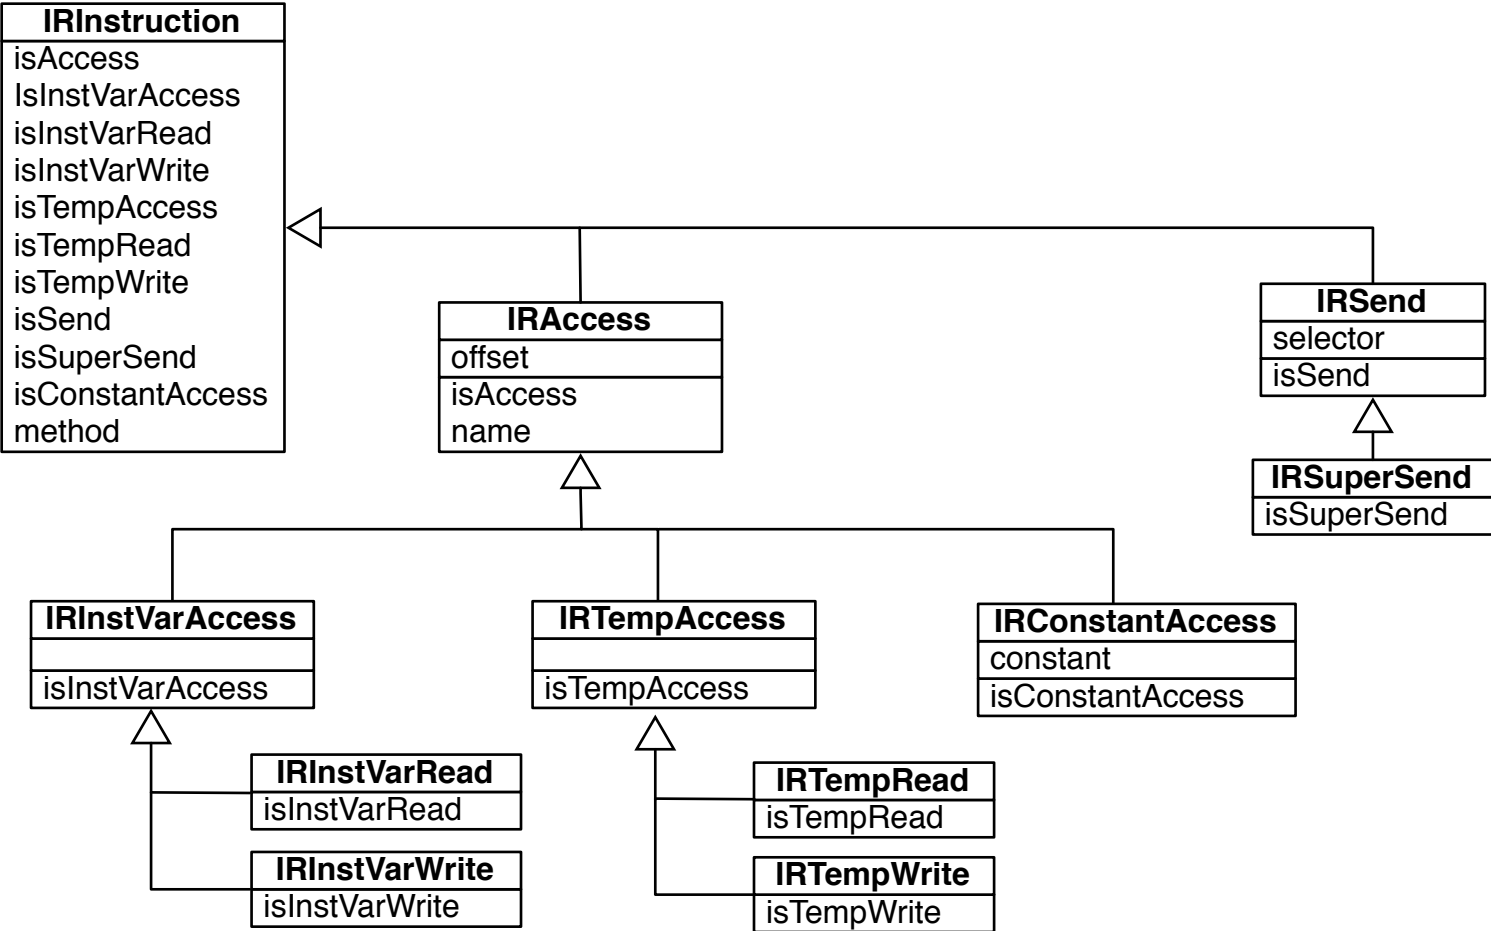 IRInstruction
isAccess
IsInstVarAccess
isInstVarRead
isInstVarWrite
isTempAccess
isTempRead
isTempWrite
isSend
isSuperSend
isConstantAccess
method
IRAccess
offset
isAccess
name
IRSend
selector
isSend
IRSuperSend
isSuperSend
IRInstVarAccess
isInstVarAccess
IRTempAccess
isTempAccess
IRConstantAccess
constant
isConstantAccess
IRInstVarRead
isInstVarRead
IRInstVarWrite
isInstVarWrite
IRTempRead
isTempRead
IRTempWrite
isTempWrite